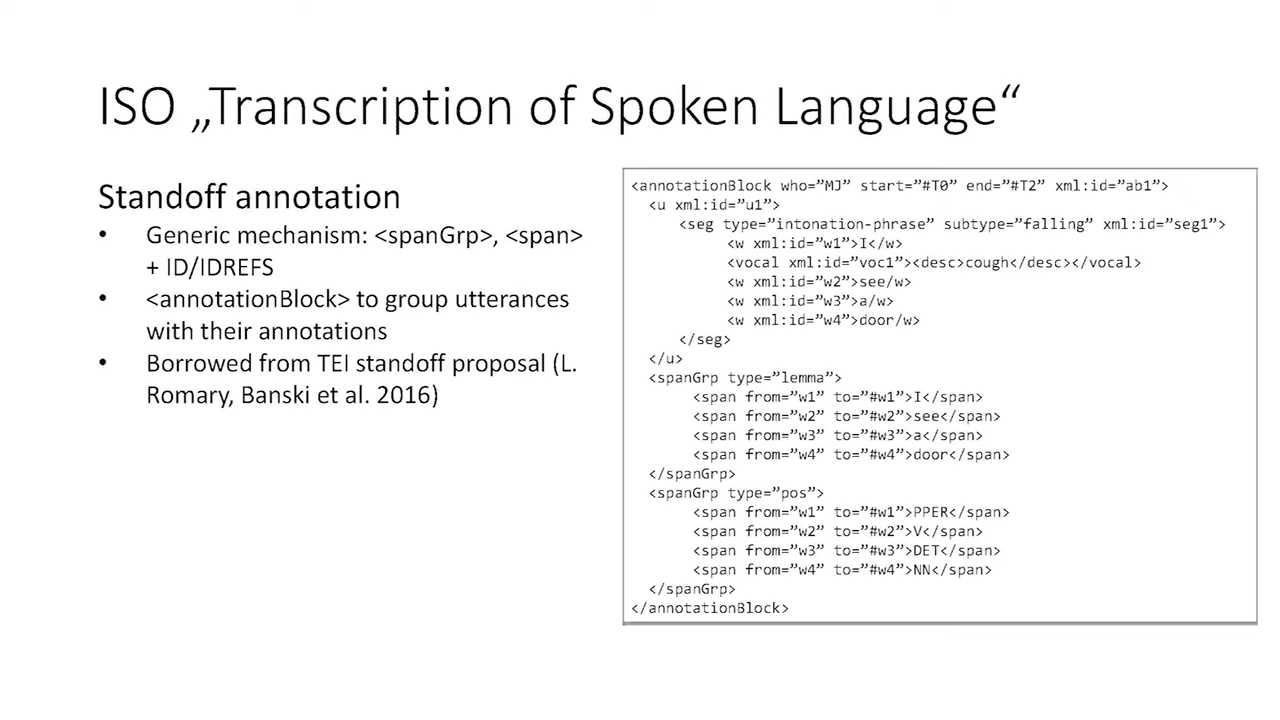 ISO „Transcription of Spoken Language“
Standoff annotation
• Generic mechanism: <spanGrp>, <span>
+ ID/IDREFS
• <annotationBlock> to group utterances
with their annotations
• Borrowed from TEI standoff proposal (L.
Romary, Banski et al. 2016)
<annotationBlock who=”MJ” start=”#T0” end=”#T2” xml:id=”ab1”>
<u xml:id=”u1”>
<seg type=”intonation-phrase” subtype=”falling” xml:id=”seg1”>
<w xml:id=”w1”>I</w>
<vocal xml:id=”voc1”><desc>cough</desc></vocal>
<w xml:id=”w2”>see/w>
<w xml:id=”w3”>a/w>
<w xml:id=”w4”>door/w>
</seg>
</u>
<spanGrp type=”lemma”>
<span from=”w1” to=”#w1”>I</span>
<span from=”w2” to=”#w2”>see</span>
<span from=”w3” to=”#w3”>a</span>
<span from=”w4” to=”#w4”>door</span>
</spanGrp>
<spanGrp type=”pos”>
<span from=”w1” to=”#w1”>PPER</span>
<span from=”w2” to=”#w2”>V</span>
<span from=”w3” to=”#w3”>DET</span>
<span from=”w4” to=”#w4”>NN</span>
</spanGrp>
</annotationBlock>